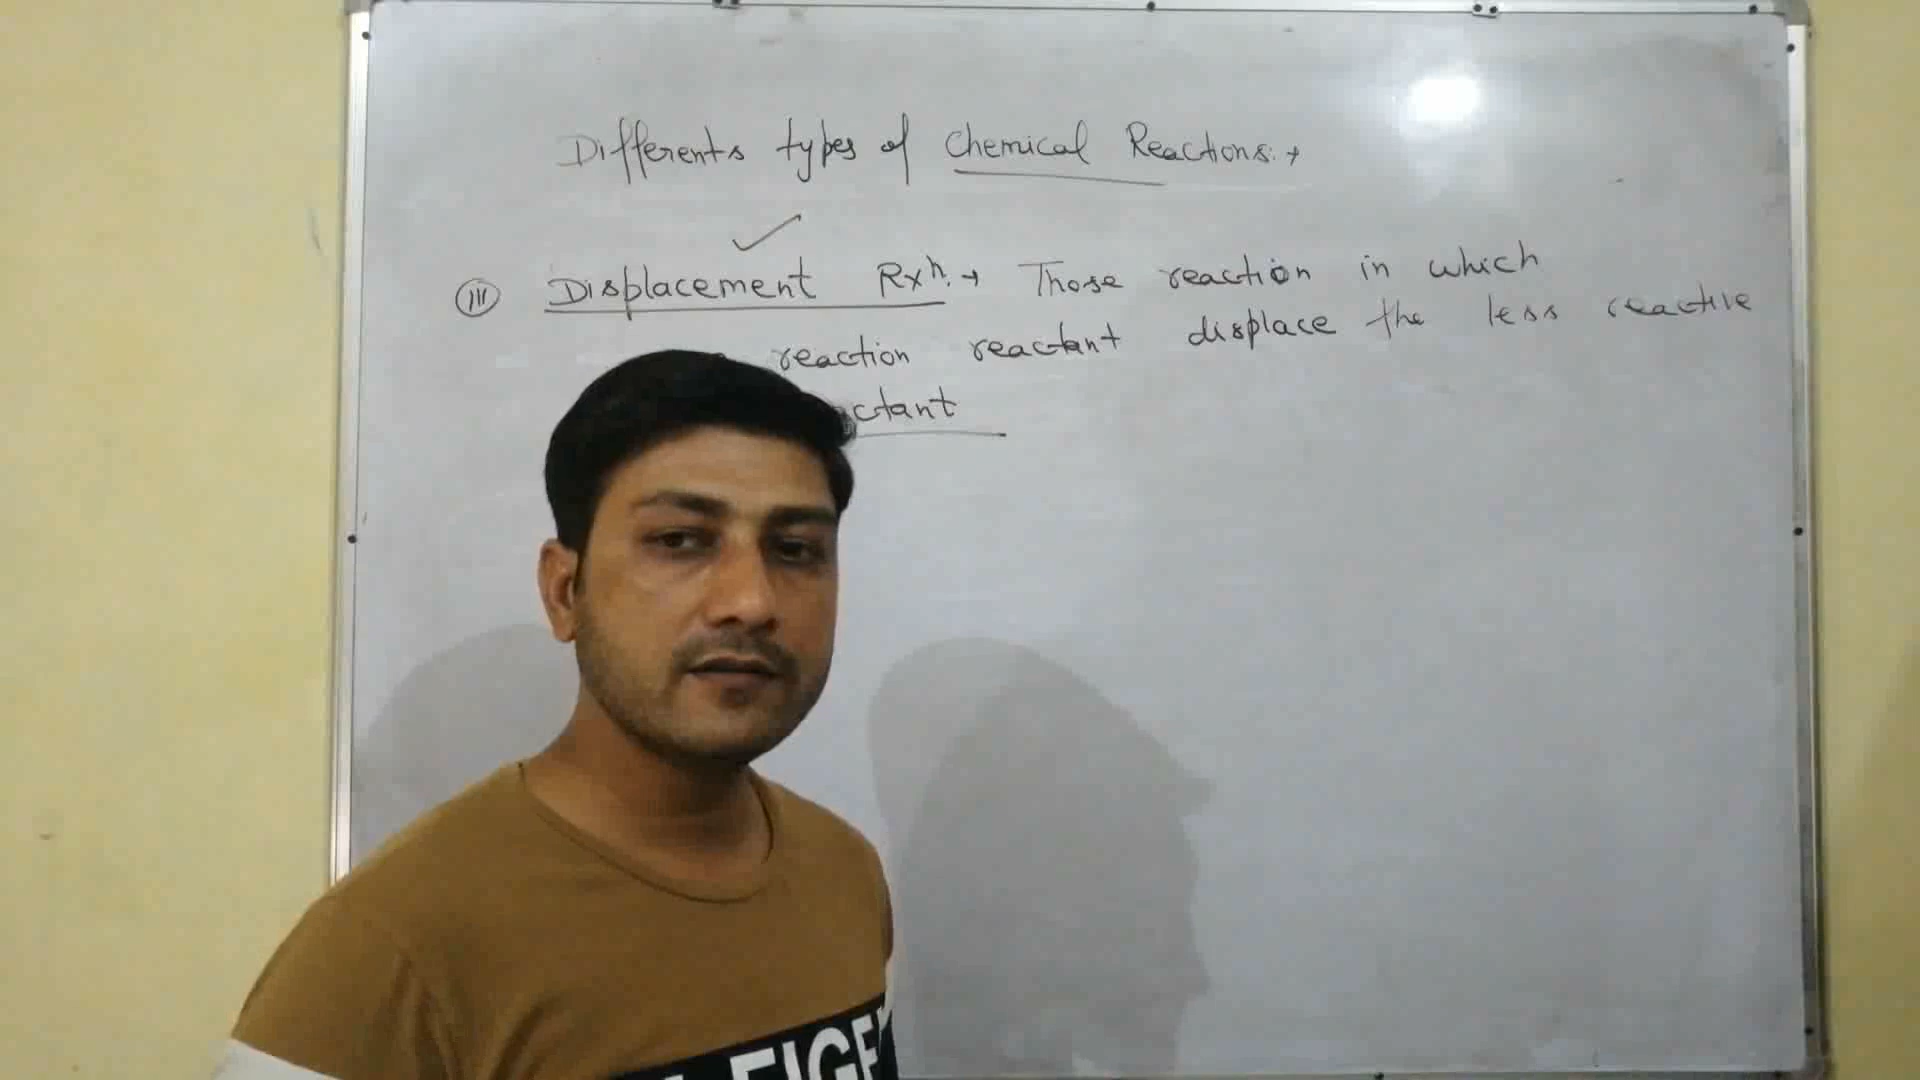 Differents types of Chemical Reactions:→
(iii) Displacement Rxn.→ Those reaction in which
reaction reactant displace the less reactive
ctant
EIGE